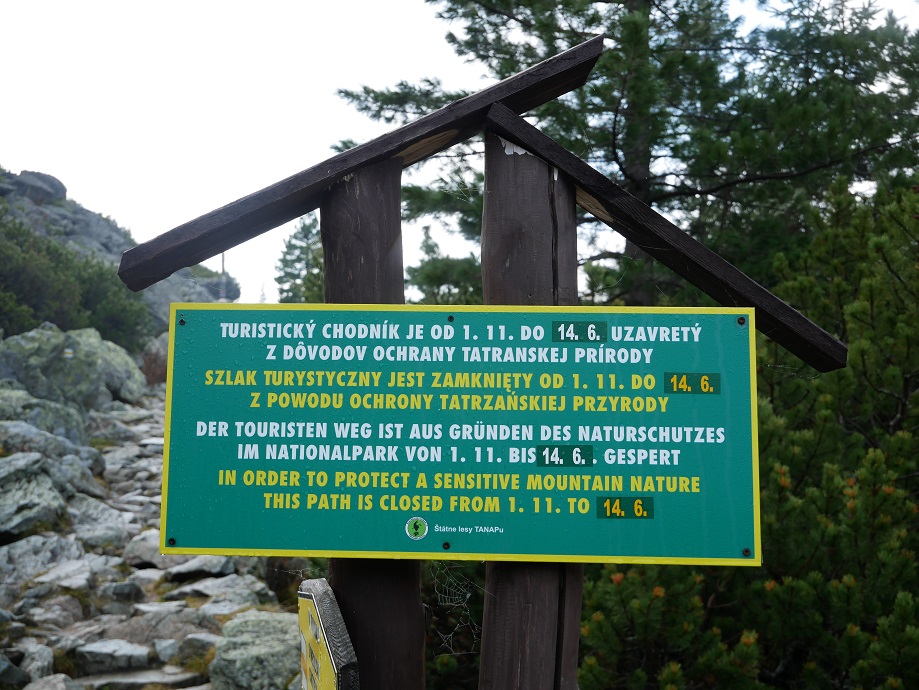 TURISTICKÝ CHODNÍK JE OD 1. 11. DO 14. 6. UZAVRETÝ
Z DÔVODOV OCHRANY TATRANSKEJ PRÍRODY
SZLAK TURYSTYCZNY JEST ZAMKNIĘTY OD 1. 11. DO 14. 6.
Z POWODU OCHRONY TATRZAŃSKIEJ PRZYRODY
DER TOURISTEN WEG IST AUS GRÜNDEN DES NATURSCHUTZES
IM NATIONALPARK VON 1. 11. BIS 14. 6. . GESPERT
IN ORDER TO PROTECT A SENSITIVE MOUNTAIN NATURE
THIS PATH IS CLOSED FROM 1. 11. TO 14. 6.
Štátne lesy TANAPu